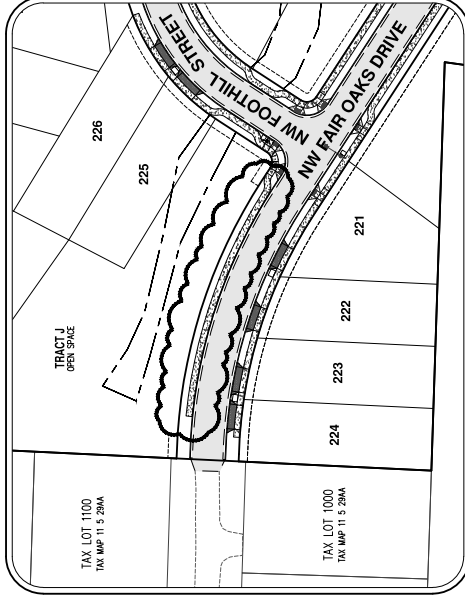 226
225
NW FOOTHILL STREET
NW FAIR OAKS DRIVE
TRACT J
OPEN SPACE
221
222
223
224
TAX LOT 1100
TAX MAP 11 5 29AA
TAX LOT 1000
TAX MAP 11 5 29AA